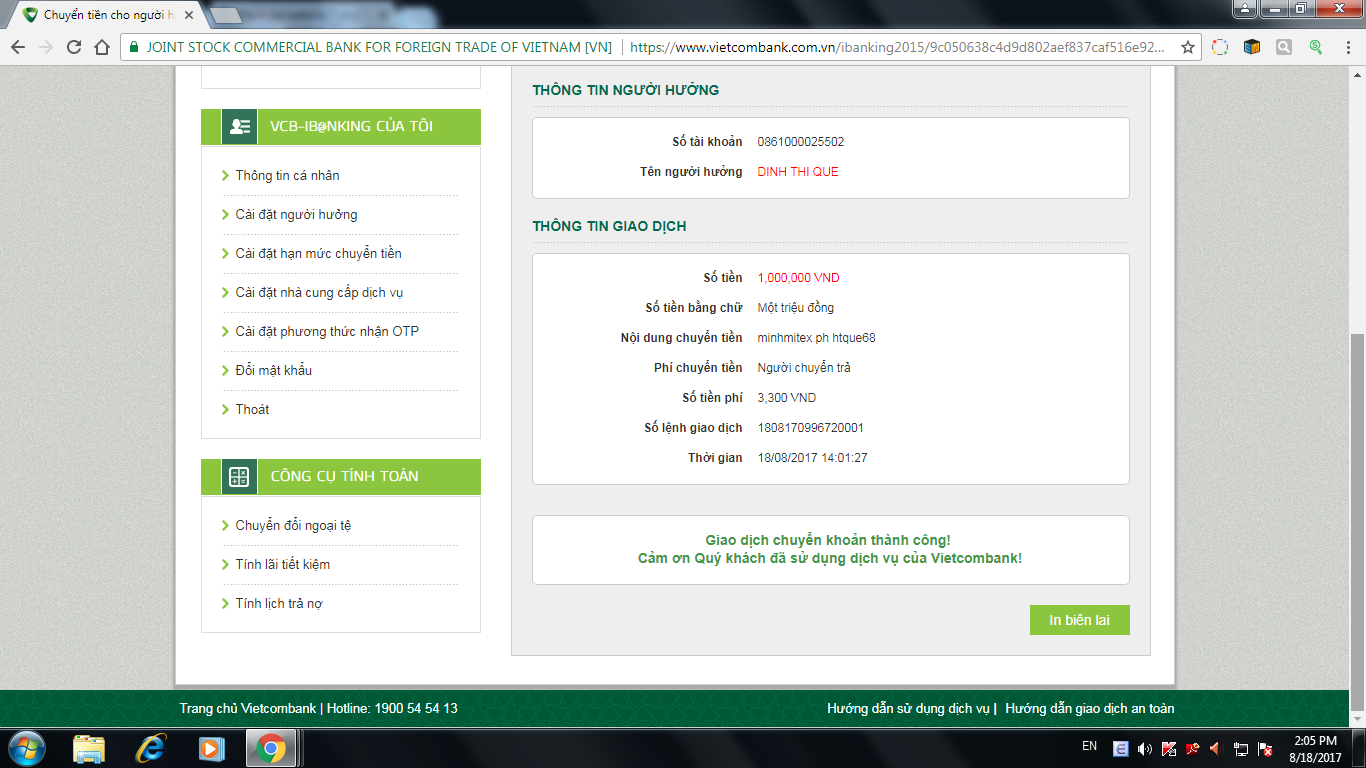 Chuyển tiền cho người h
JOINT STOCK COMMERCIAL BANK FOR FOREIGN TRADE OF VIETNAM [VN]
https://www.vietcombank.com.vn/ibanking2015/9c050638c4d9d802aef837caf516e92...
VCB-IB@NKING CỦA TÔI
Thông tin cá nhân
Cài đặt người hưởng
Cài đặt hạn mức chuyển tiền
Cài đặt nhà cung cấp dịch vụ
Cài đặt phương thức nhận OTP
Đổi mật khẩu
Thoát
CÔNG CỤ TÍNH TOÁN
Chuyển đổi ngoại tệ
Tính lãi tiết kiệm
Tính lịch trả nợ
THÔNG TIN NGƯỜI HƯỞNG
Số tài khoản 0861000025502
Tên người hưởng DINH THI QUE
THÔNG TIN GIAO DỊCH
Số tiền 1,000,000 VND
Số tiền bằng chữ Một triệu đồng
Nội dung chuyển tiền minhmitex ph htque68
Phí chuyển tiền Người chuyển trả
Số tiền phí 3,300 VND
Số lệnh giao dịch 1808170996720001
Thời gian 18/08/2017 14:01:27
Giao dịch chuyển khoản thành công!
Cảm ơn Quý khách đã sử dụng dịch vụ của Vietcombank!
In biên lai
Trang chủ Vietcombank | Hotline: 1900 54 54 13
Hướng dẫn sử dụng dịch vụ | Hướng dẫn giao dịch an toàn
EN
2:05 PM
8/18/2017